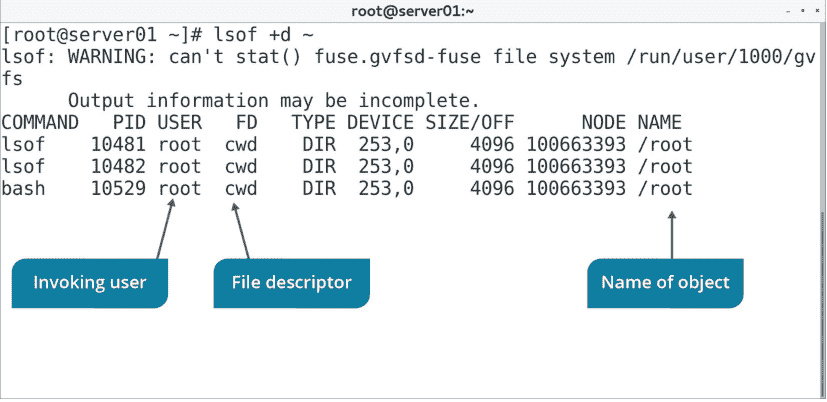 root@server01:~
[root@server01 ~]# lsof +d ~
lsof: WARNING: can't stat() fuse.gvfsd-fuse file system /run/user/1000/gv
fs
      Output information may be incomplete.
COMMAND   PID USER   FD   TYPE DEVICE SIZE/OFF      NODE NAME
lsof    10481 root  cwd    DIR  253,0     4096 100663393 /root
lsof    10482 root  cwd    DIR  253,0     4096 100663393 /root
bash    10529 root  cwd    DIR  253,0     4096 100663393 /root
Invoking user
File descriptor
Name of object